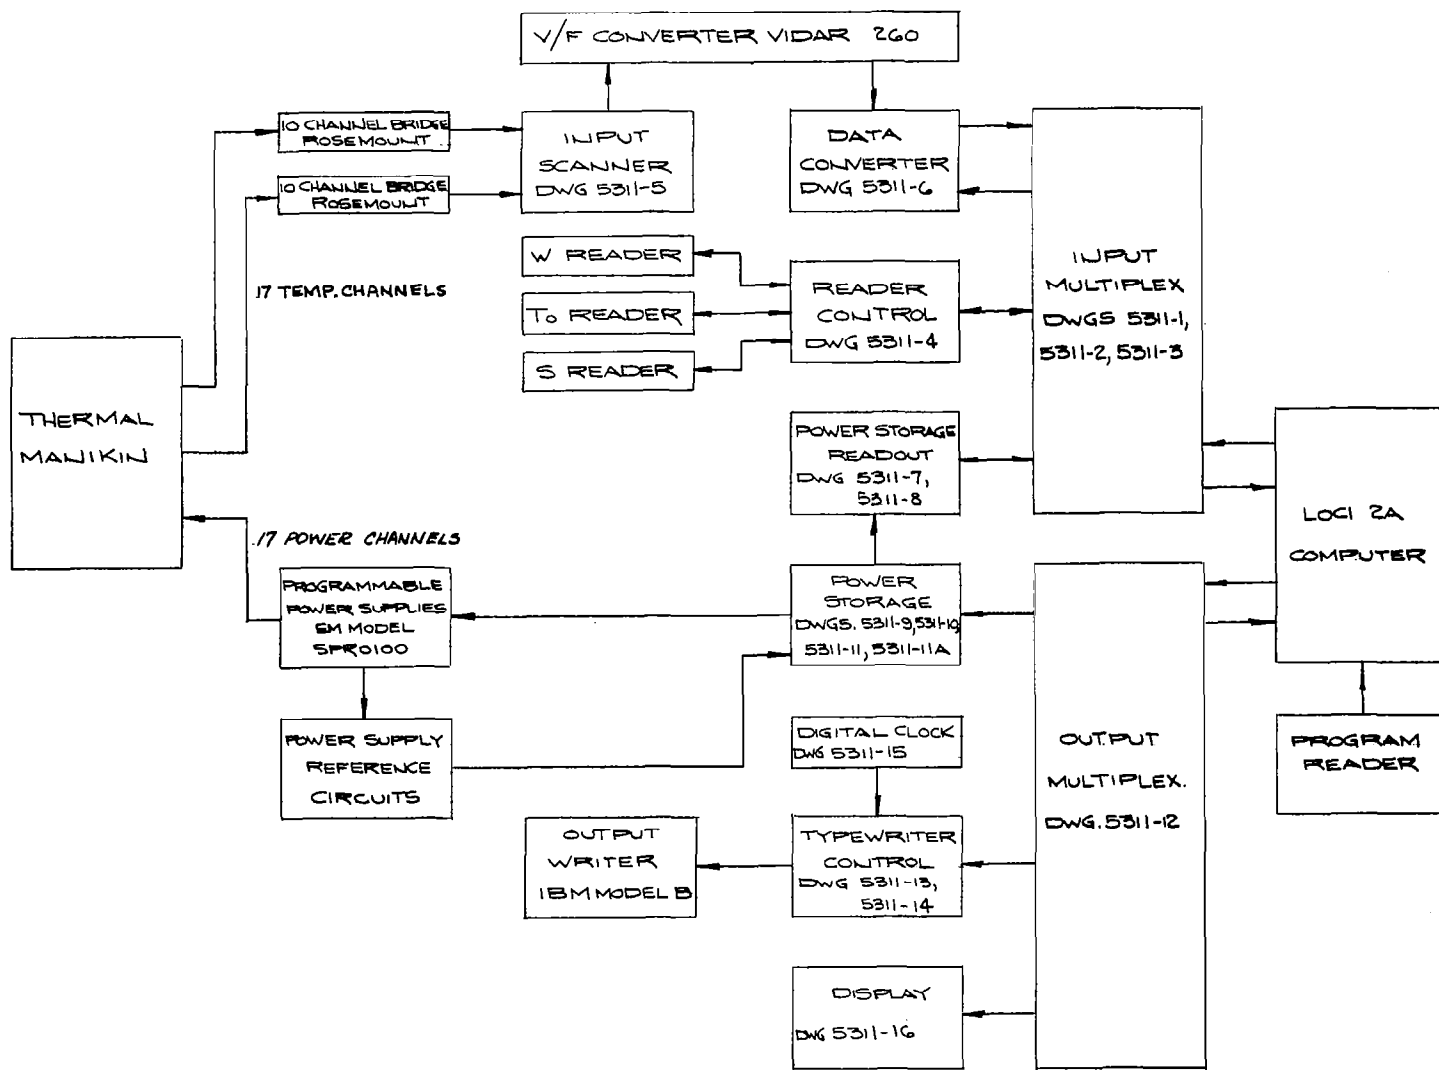 V/F CONVERTER VIDAR 260
10 CHANNEL BRIDGE
ROSEMOUNT
10 CHANNEL BRIDGE
ROSEMOUNT
INPUT
SCANNER
DWG 5311-5
DATA
CONVERTER
DWG 5311-6
W READER
TO READER
S READER
READER
CONTROL
DWG 5311-4
INPUT
MULTIPLEX
DWGS 5311-1,
5311-2, 5311-3
17 TEMP. CHANNELS
THERMAL
MANIKIN
POWER STORAGE
READOUT
DWG 5311-7,
5311-8
LOCI 2A
COMPUTER
17 POWER CHANNELS
PROGRAMMABLE
POWER SUPPLIES
EM MODEL
SPRO100
POWER
STORAGE
DWGS. 5311-9, 5311-10,
5311-11, 5311-11A
POWER SUPPLY
REFERENCE
CIRCUITS
DIGITAL CLOCK
DWG 5311-15
OUTPUT
MULTIPLEX.
DWG. 5311-12
PROGRAM
READER
OUTPUT
WRITER
IBM MODEL B
TYPEWRITER
CONTROL
DWG 5311-13,
5311-14
DISPLAY
DWG 5311-16